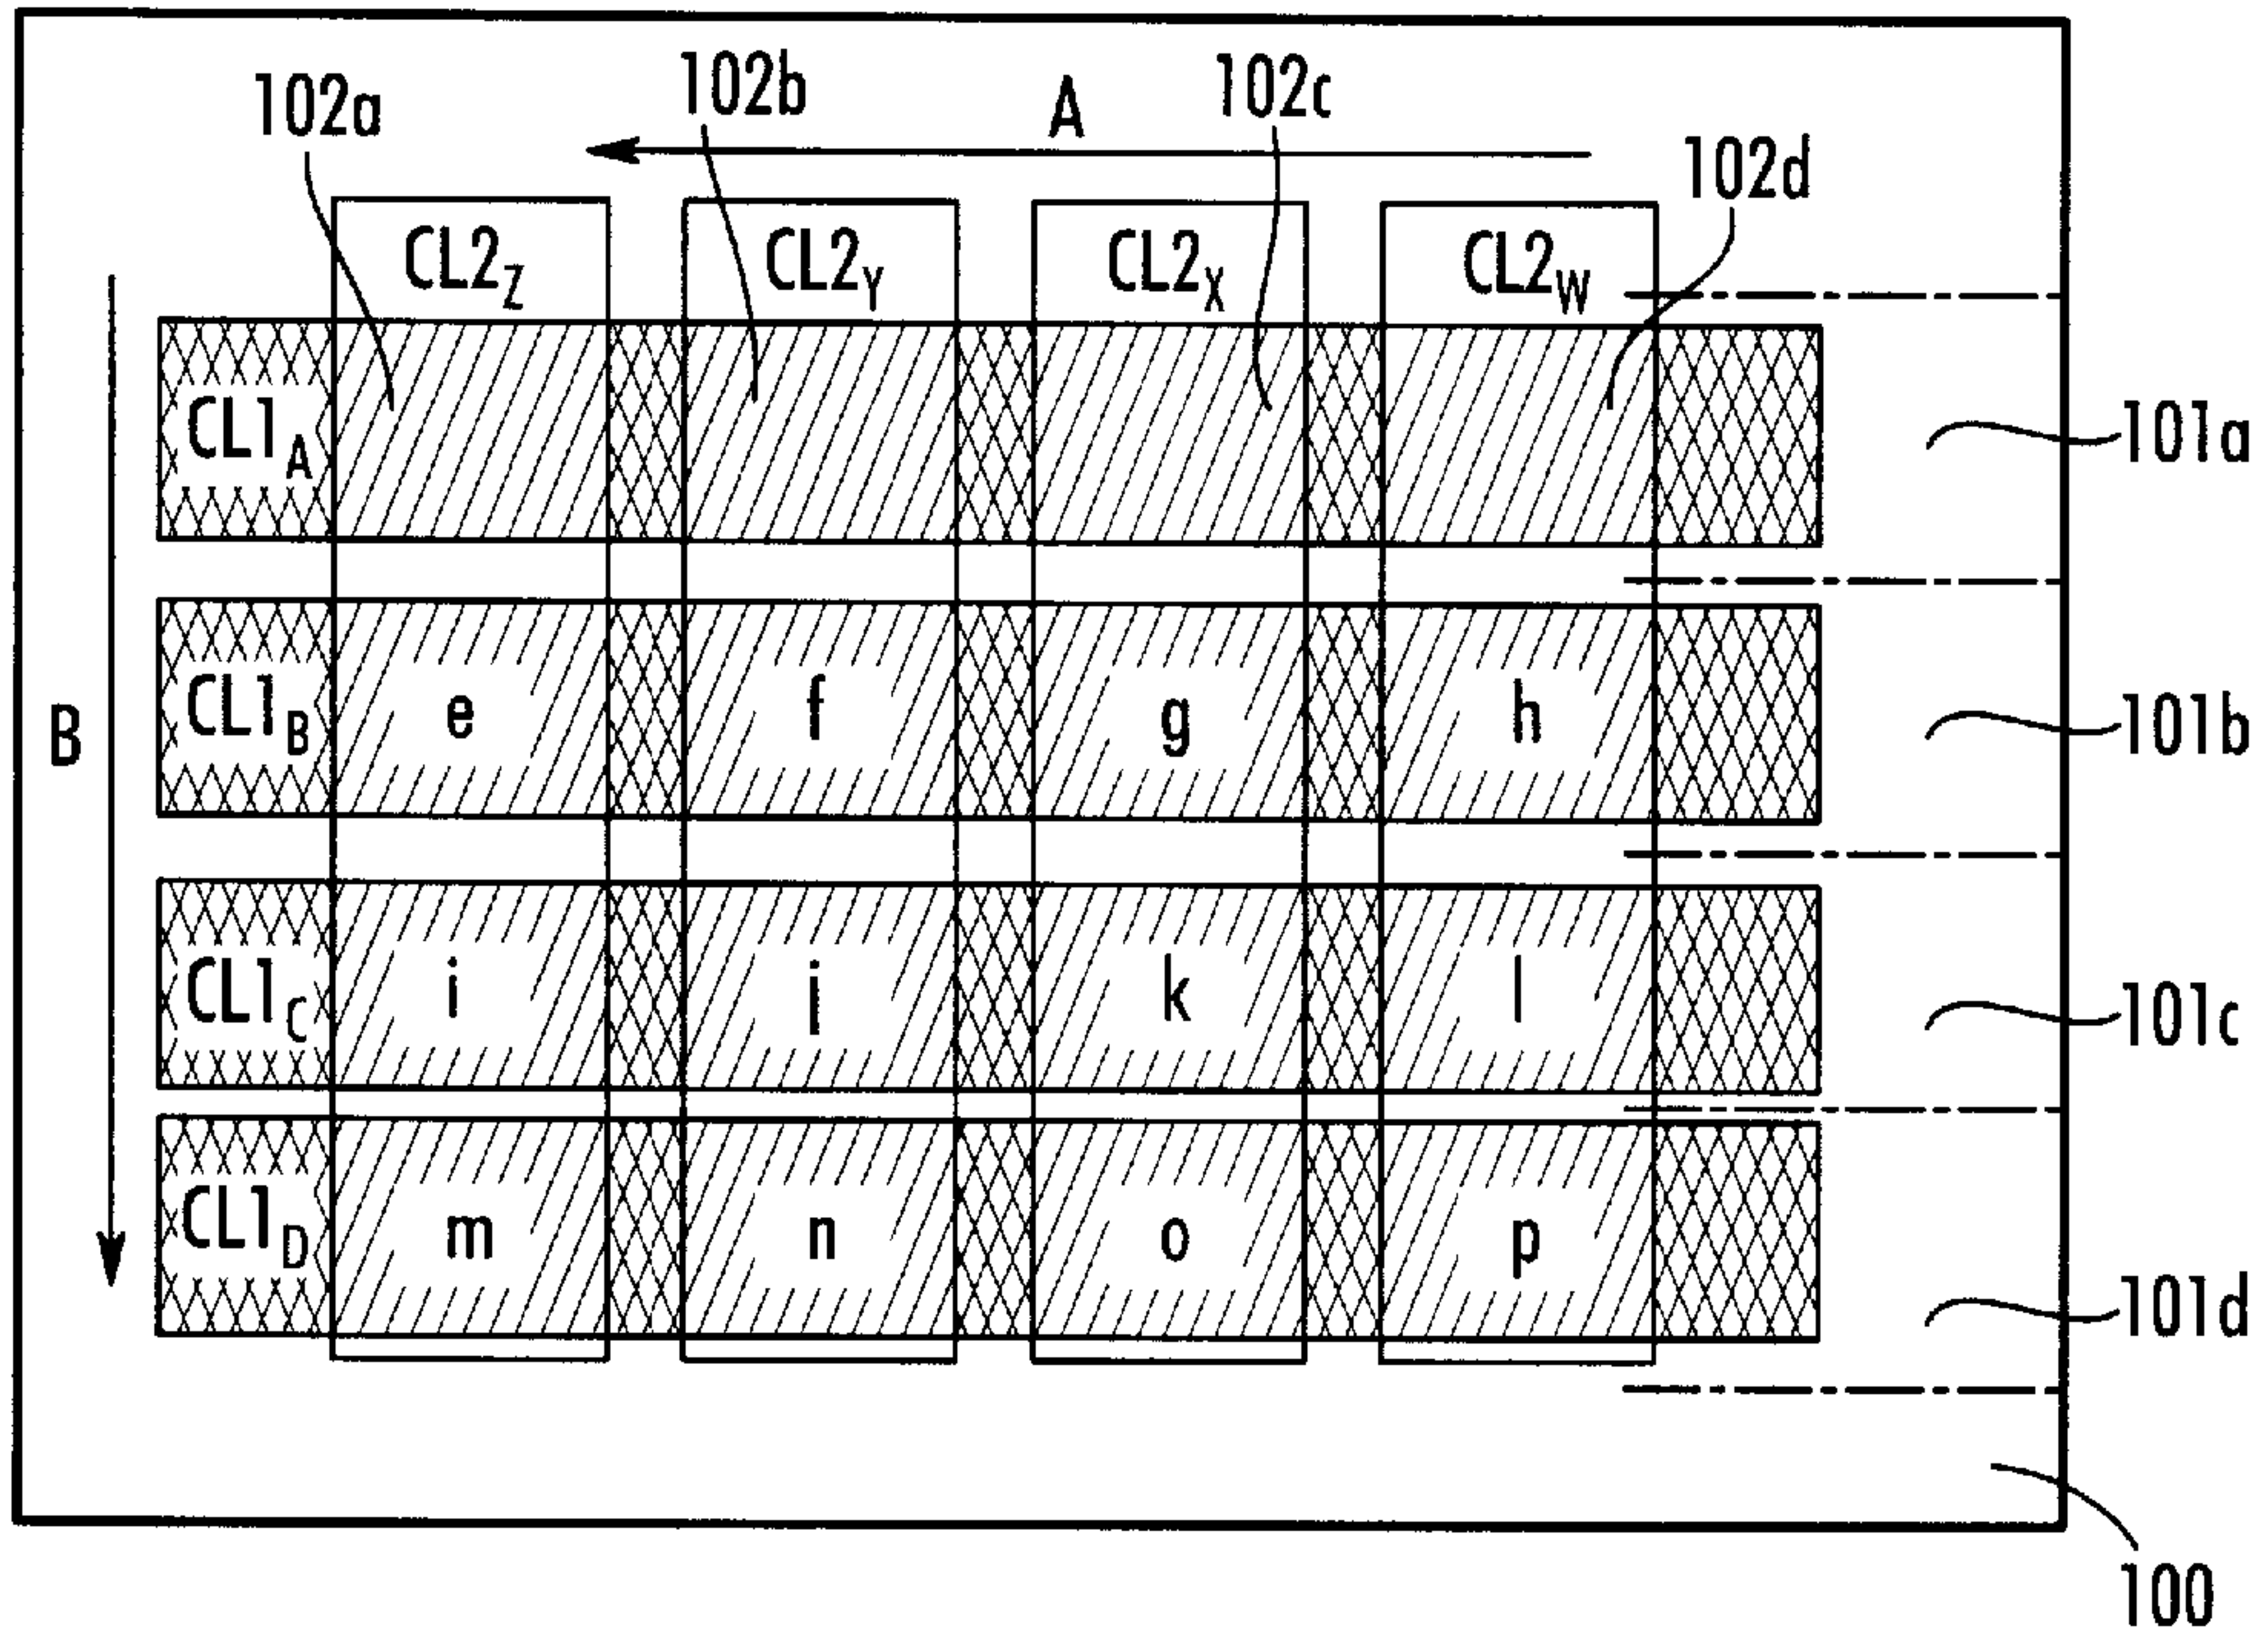 102a 102b A 102c 102d
CL2Z CL2Y CL2X CL2W
CL1A 101a
B CL1B e f g h 101b
CL1C i j k l 101c
CL1D m n o p 101d
100